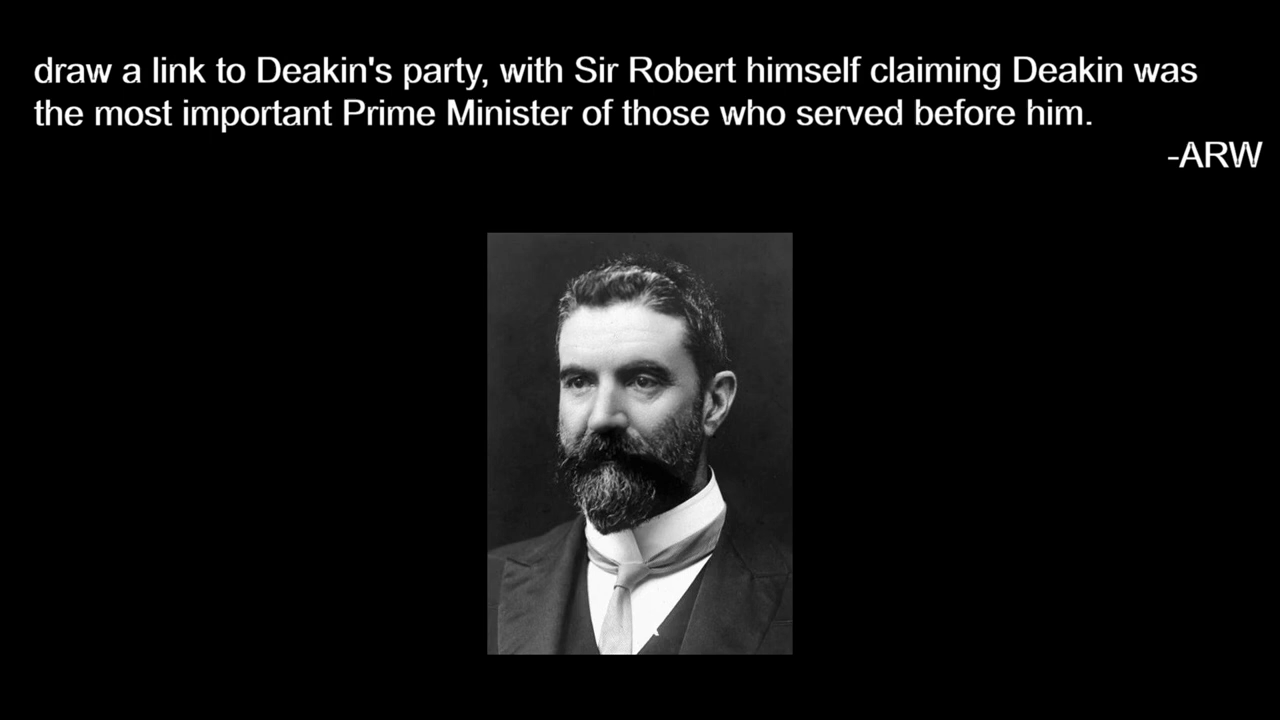 draw a link to Deakin's party, with Sir Robert himself claiming Deakin was
the most important Prime Minister of those who served before him.
-ARW